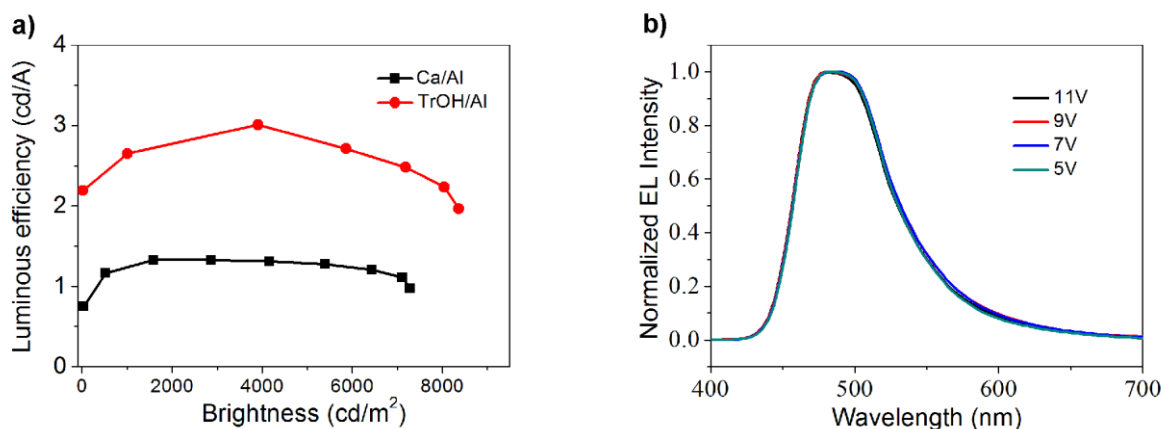 a)
4
3
2
1
0
Luminous efficiency (cd/A)
Ca/Al
TrOH/Al
0 2000 4000 6000 8000
Brightness (cd/m²)
b)
1.0
0.8
0.6
0.4
0.2
0.0
Normalized EL Intensity
11V
9V
7V
5V
400 500 600 700
Wavelength (nm)